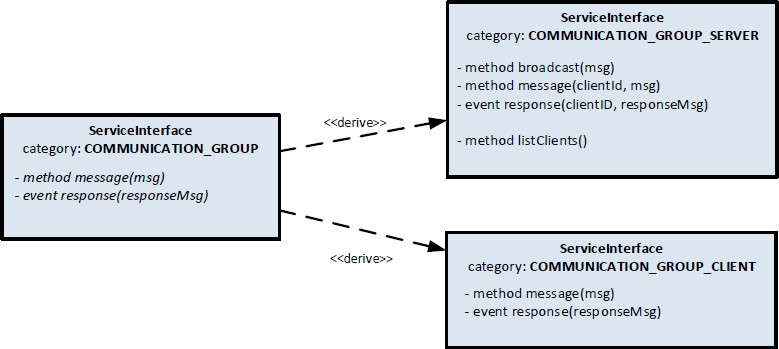 ServiceInterface
category: COMMUNICATION_GROUP_SERVER
- method broadcast(msg)
- method message(clientId, msg)
- event response(clientID, responseMsg)
- method listClients()
<<derive>>
ServiceInterface
category: COMMUNICATION_GROUP
- method message(msg)
- event response(responseMsg)
<<derive>>
ServiceInterface
category: COMMUNICATION_GROUP_CLIENT
- method message(msg)
- event response(responseMsg)